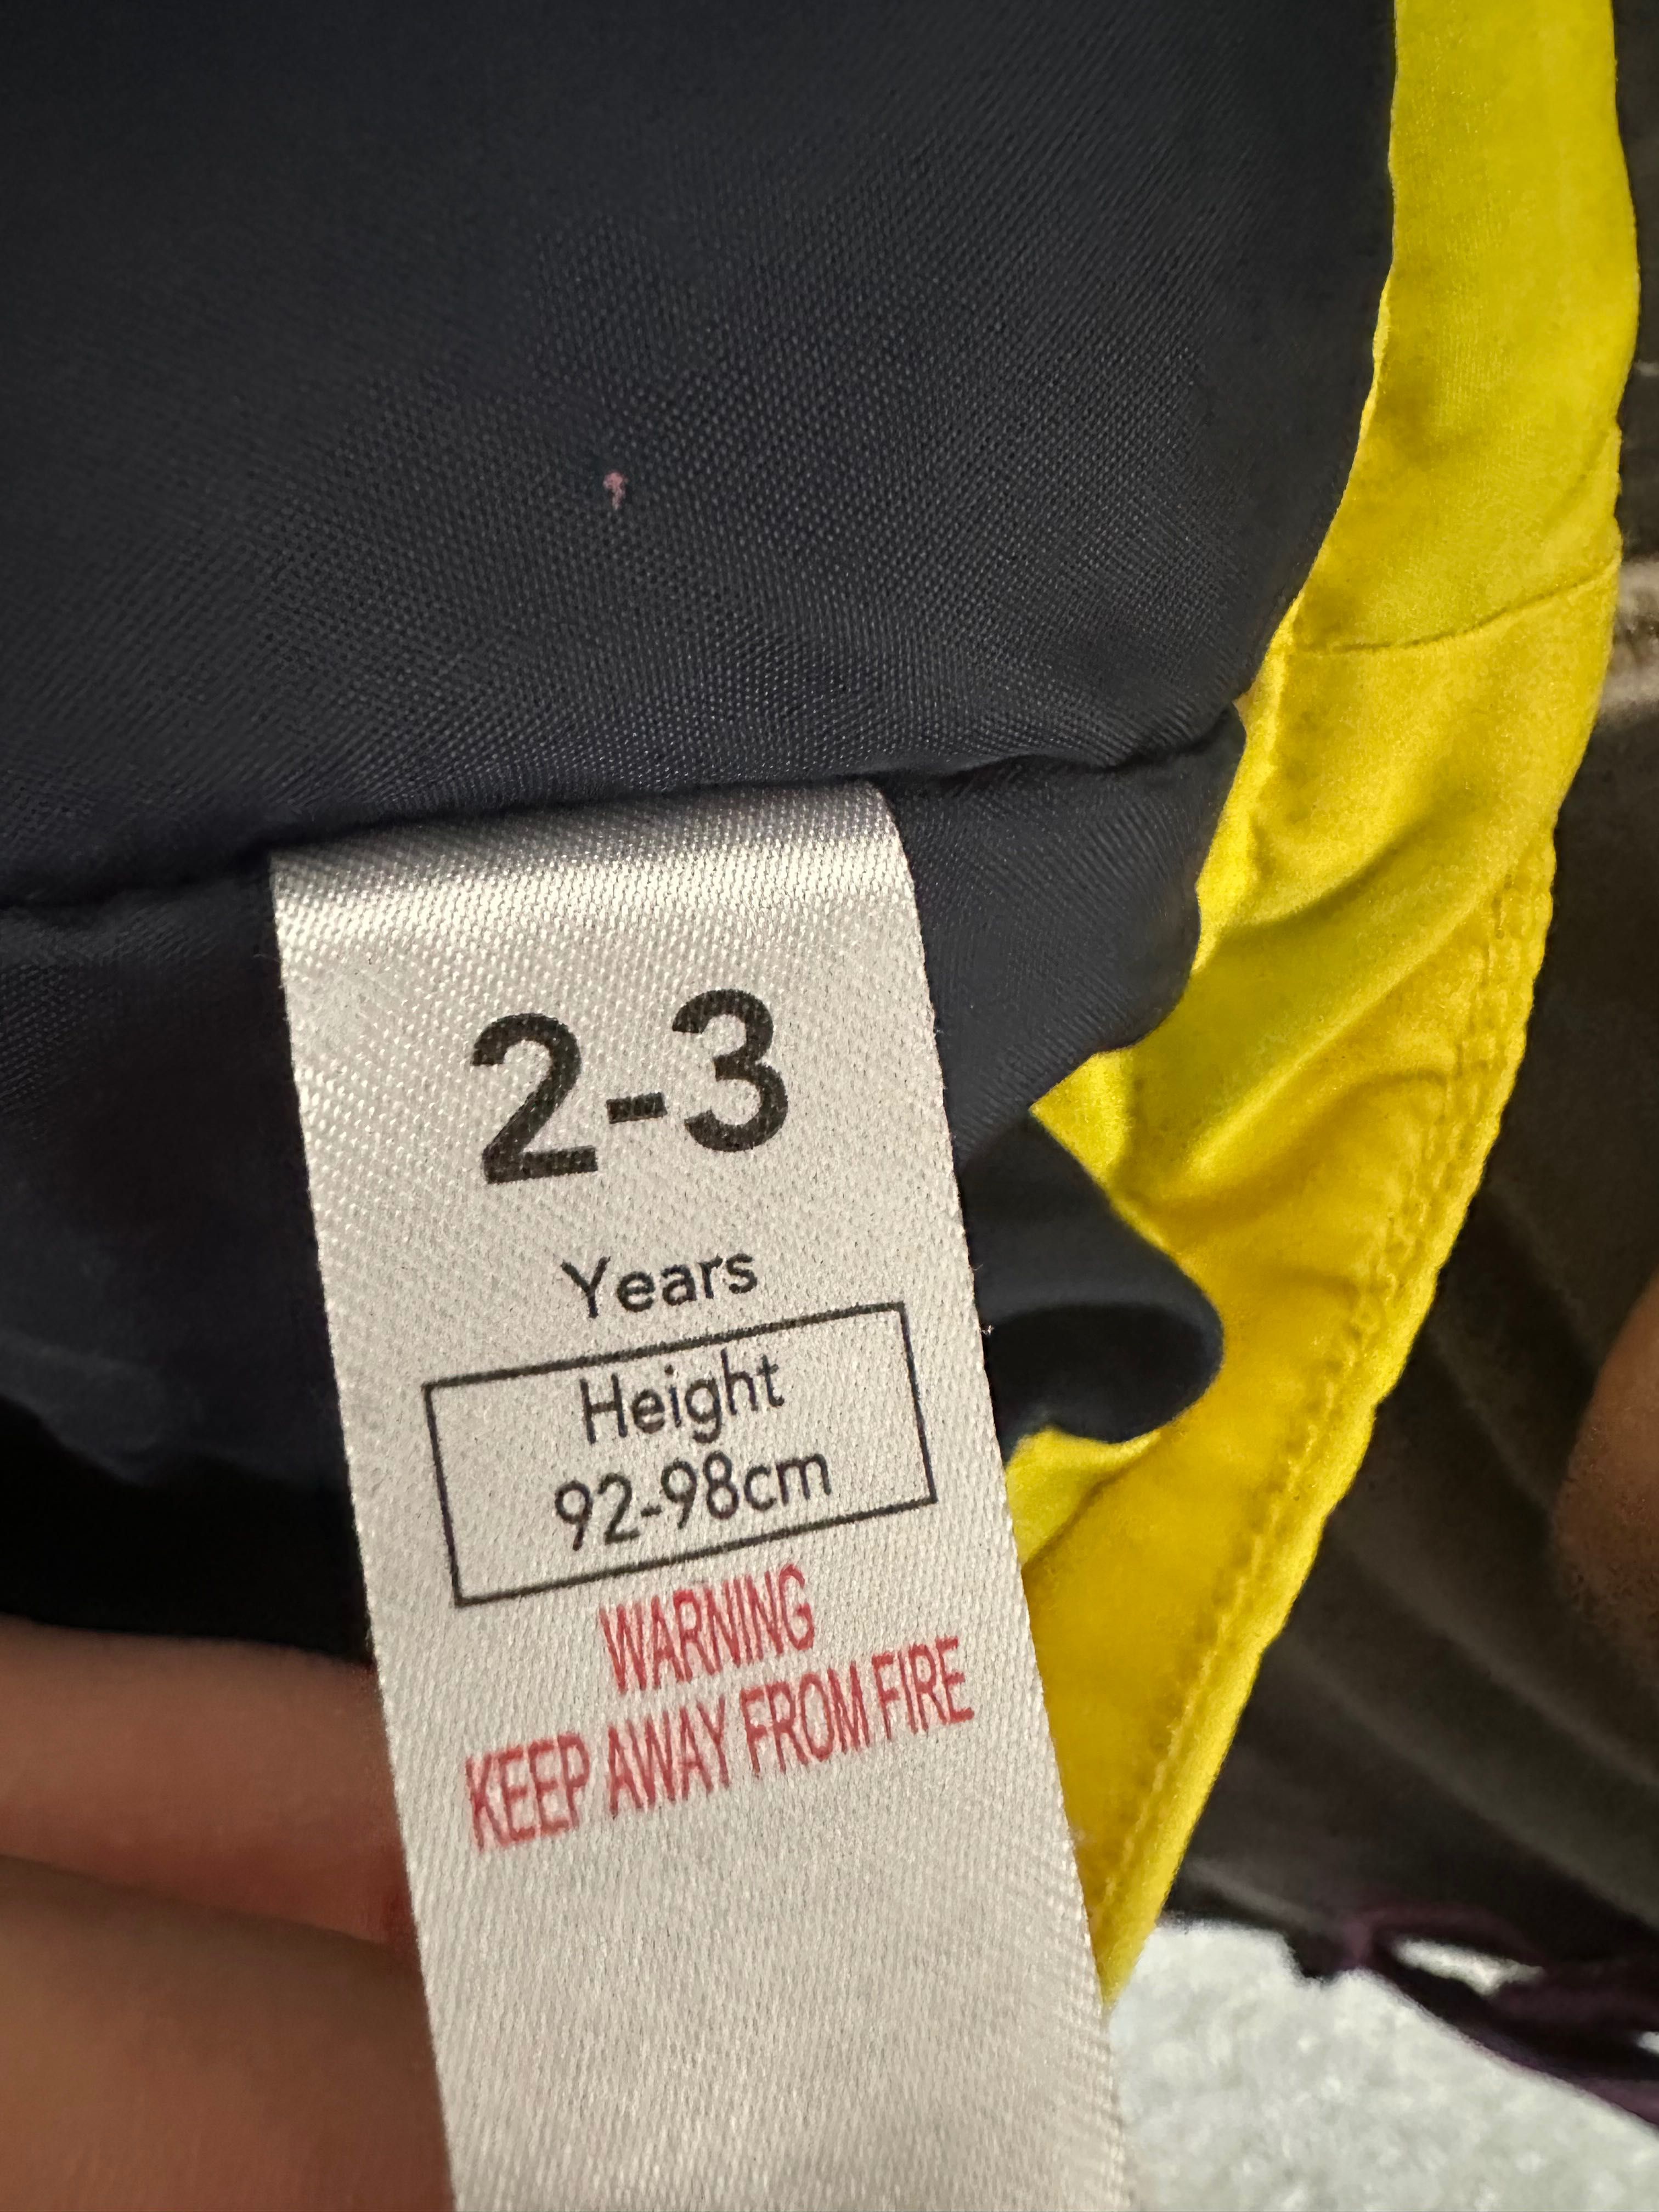 2-3
Years
Height
92-98cm
WARNING
KEEP AWAY FROM FIRE